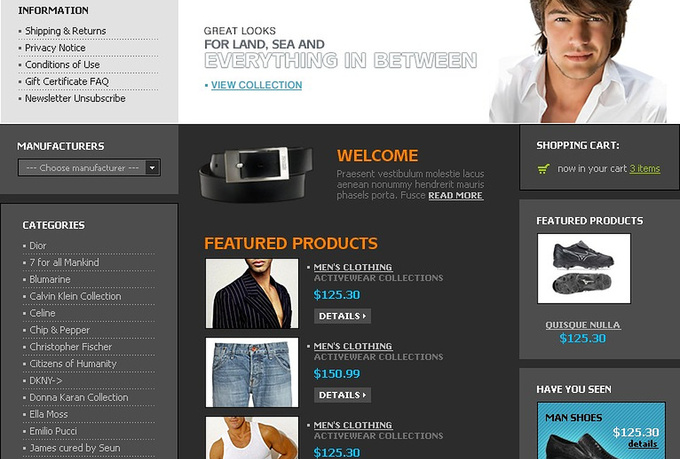 INFORMATION
Shipping & Returns
Privacy Notice
Conditions of Use
Gift Certificate FAQ
Newsletter Unsubscribe
GREAT LOOKS
FOR LAND, SEA AND
EVERYTHING IN BETWEEN
VIEW COLLECTION
MANUFACTURERS
--- Choose manufacturer ---
CATEGORIES
Dior
7 for all Mankind
Blumarine
Calvin Klein Collection
Celine
Chip & Pepper
Christopher Fischer
Citizens of Humanity
DKNY->
Donna Karan Collection
Ella Moss
Emilio Pucci
James cured by Seun
WELCOME
Praesent vestibulum molestie lacus
aenean nonummy hendrerit mauris
phasels porta. Fusce READ MORE
FEATURED PRODUCTS
MEN'S CLOTHING
ACTIVEWEAR COLLECTIONS
$125.30
DETAILS
MEN'S CLOTHING
ACTIVEWEAR COLLECTIONS
$150.99
DETAILS
MEN'S CLOTHING
ACTIVEWEAR COLLECTIONS
$125.30
SHOPPING CART:
now in your cart 3 items
FEATURED PRODUCTS
QUISQUE NULLA
$125.30
HAVE YOU SEEN
MAN SHOES
$125.30
details